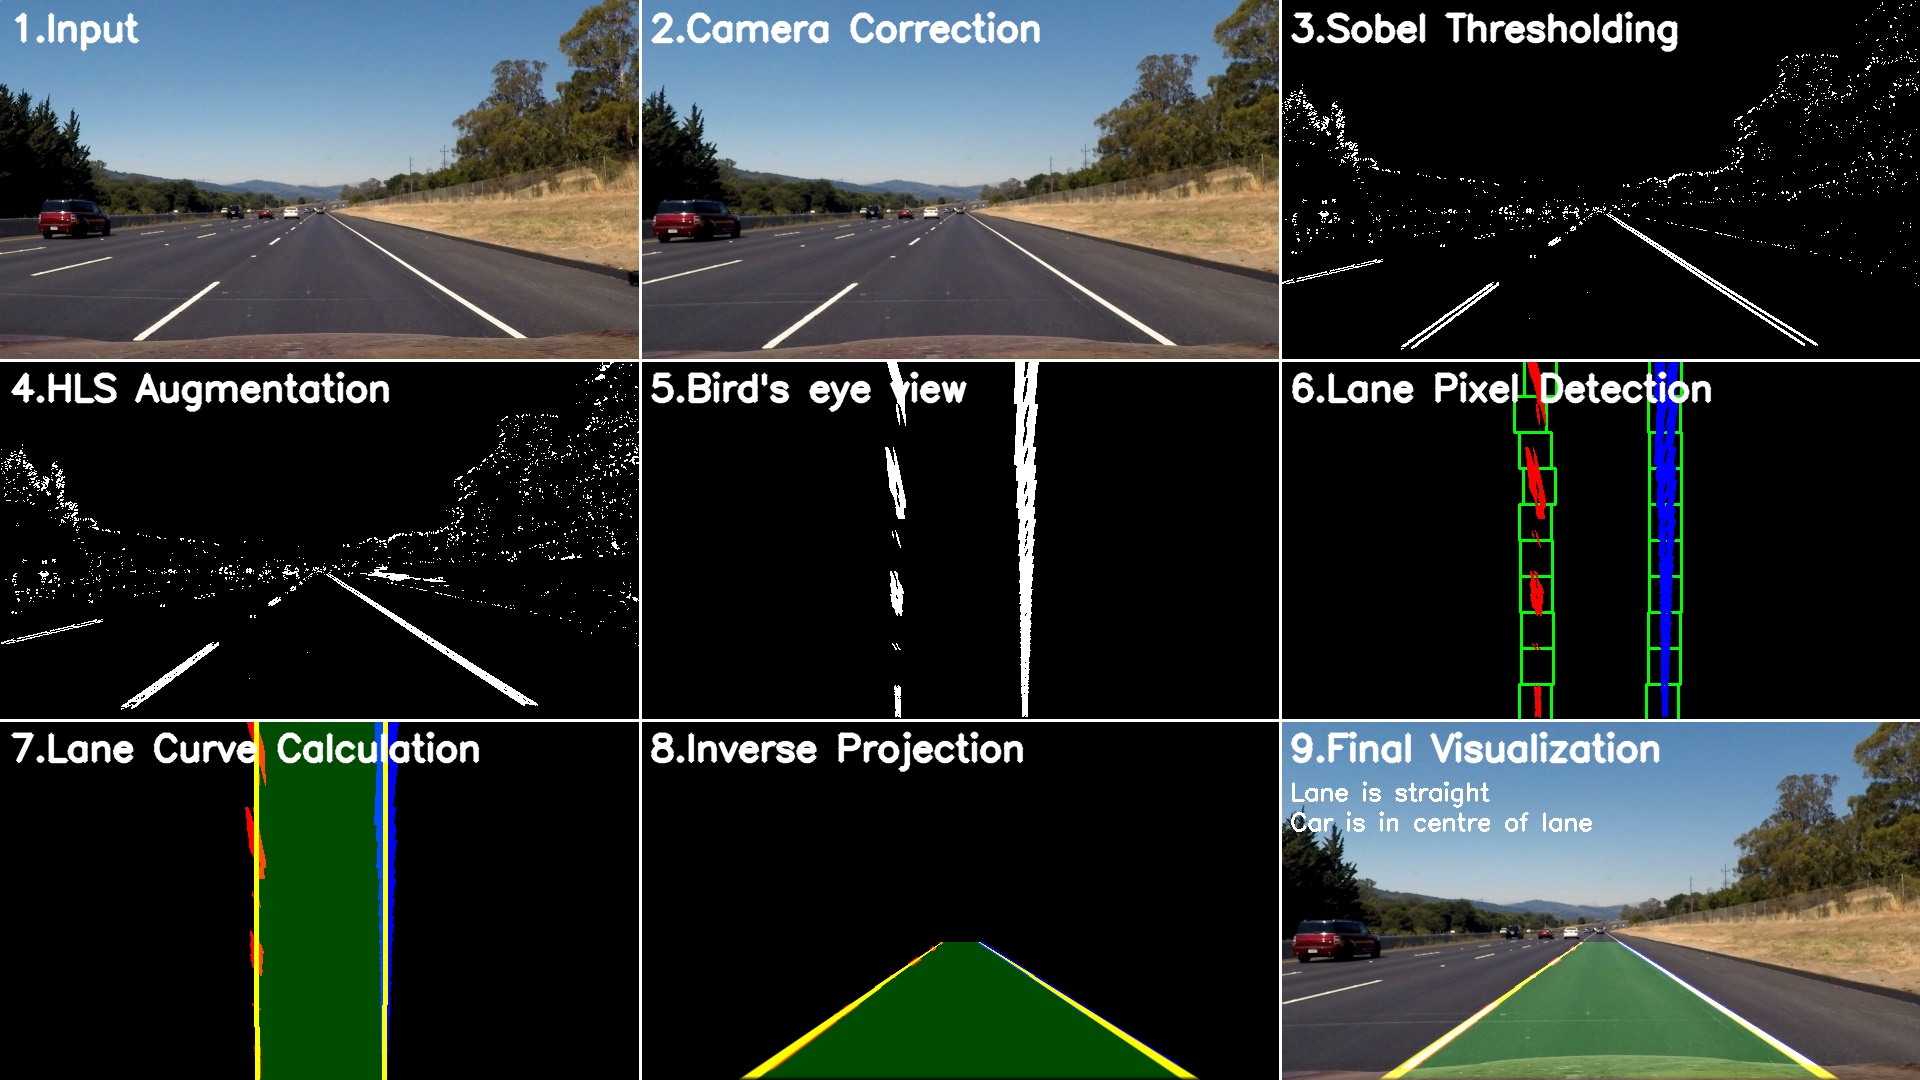 1.Input
2.Camera Correction
3.Sobel Thresholding
4.HLS Augmentation
5.Bird's eye view
6.Lane Pixel Detection
7.Lane Curve Calculation
8.Inverse Projection
9.Final Visualization
Lane is straight
Car is in centre of lane